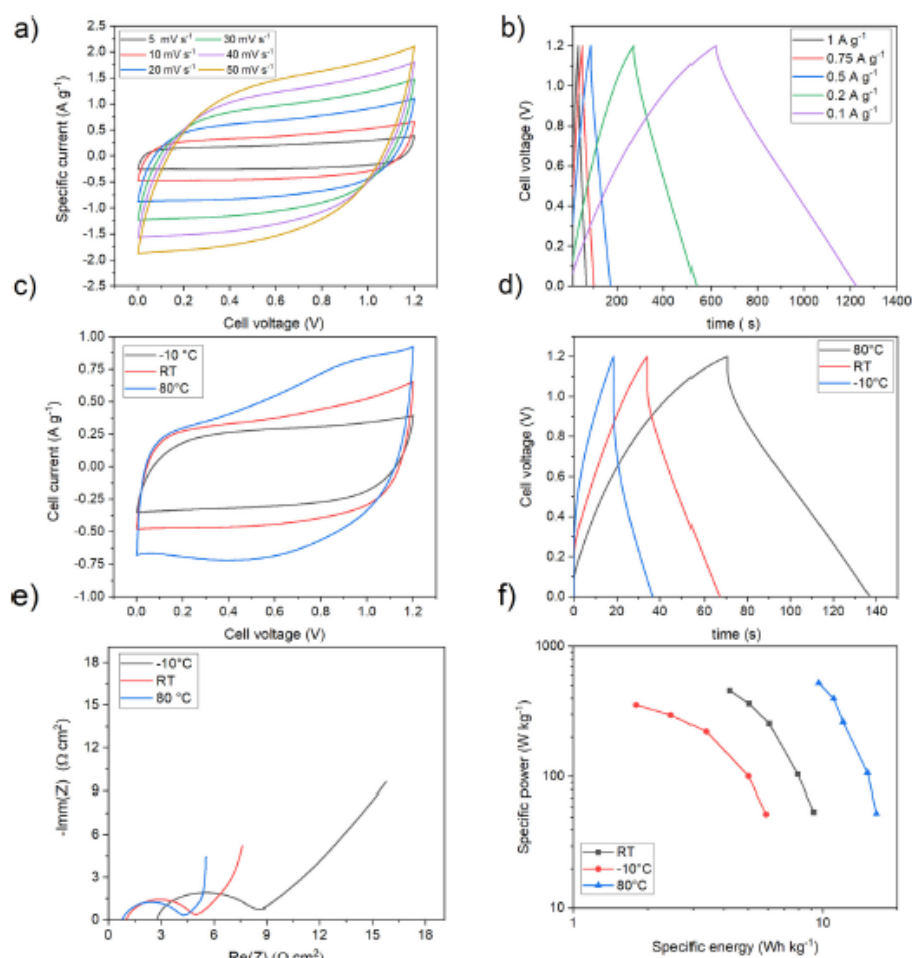 a)
5 mV s⁻¹
30 mV s⁻¹
10 mV s⁻¹
40 mV s⁻¹
20 mV s⁻¹
50 mV s⁻¹
2.5
2.0
1.5
1.0
0.5
0.0
-0.5
-1.0
-1.5
-2.0
-2.5
Specific current (A g⁻¹)
0.0 0.2 0.4 0.6 0.8 1.0 1.2
Cell voltage (V)
b)
1 A g⁻¹
0.75 A g⁻¹
0.5 A g⁻¹
0.2 A g⁻¹
0.1 A g⁻¹
1.4
1.2
1.0
0.8
0.6
0.4
0.2
0.0
Cell voltage (V)
200 400 600 800 1000 1200 1400
time ( s)
c)
-10 °C
RT
80°C
1.00
0.75
0.50
0.25
0.00
-0.25
-0.50
-0.75
-1.00
Cell current (A g⁻¹)
0.0 0.2 0.4 0.6 0.8 1.0 1.2
Cell voltage (V)
d)
80°C
RT
-10°C
1.2
1.0
0.8
0.6
0.4
0.2
0.0
Cell voltage (V)
0 20 40 60 80 100 120 140
time (s)
e)
-10°C
RT
80 °C
18
15
12
9
6
3
0
-Imm(Z) (Ω cm²)
0 3 6 9 12 15 18
Re(Z) (Ω cm²)
f)
1000
100
10
Specific power (W kg⁻¹)
RT
-10°C
80°C
1 10
Specific energy (Wh kg⁻¹)